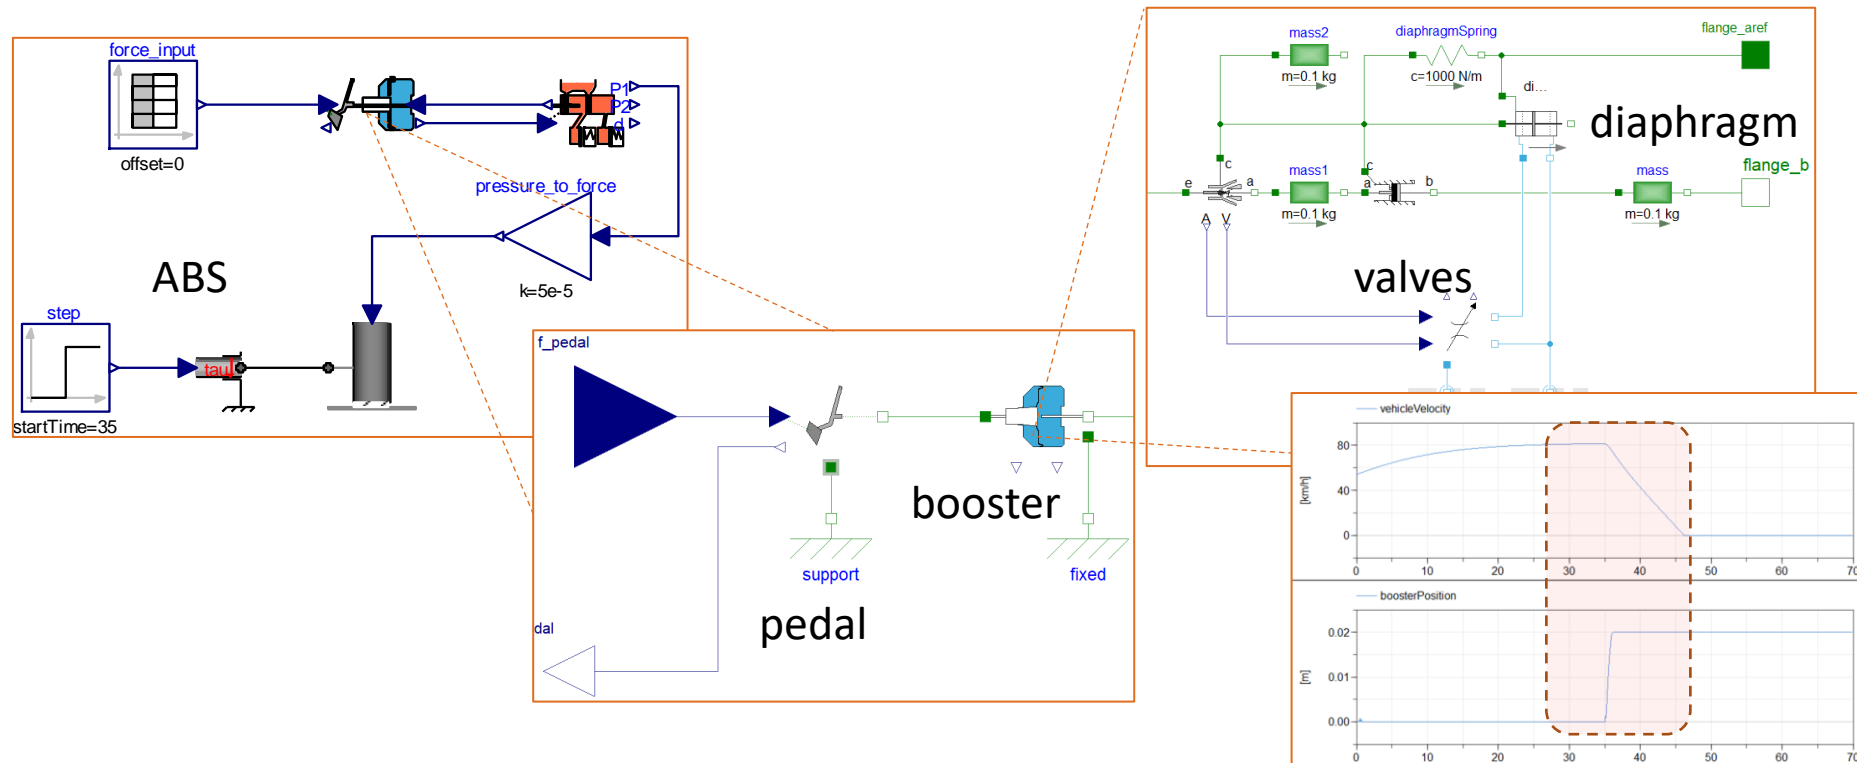 force_input
offset=0
P1
P2
pressure_to_force
k=5e-5
ABS
step
startTime=35
tau
f_pedal
booster
support
fixed
pedal
dal
mass2
m=0.1 kg
diaphragmSpring
c=1000 N/m
flange_aref
di...
diaphragm
flange_b
e
c
a
A
V
mass1
m=0.1 kg
c
a
b
mass
m=0.1 kg
valves
vehicleVelocity
[km/h]
80
40
0
0 10 20 30 40 50 60 70
boosterPosition
[m]
0.02
0.01
0.00
0 10 20 30 40 50 60 70